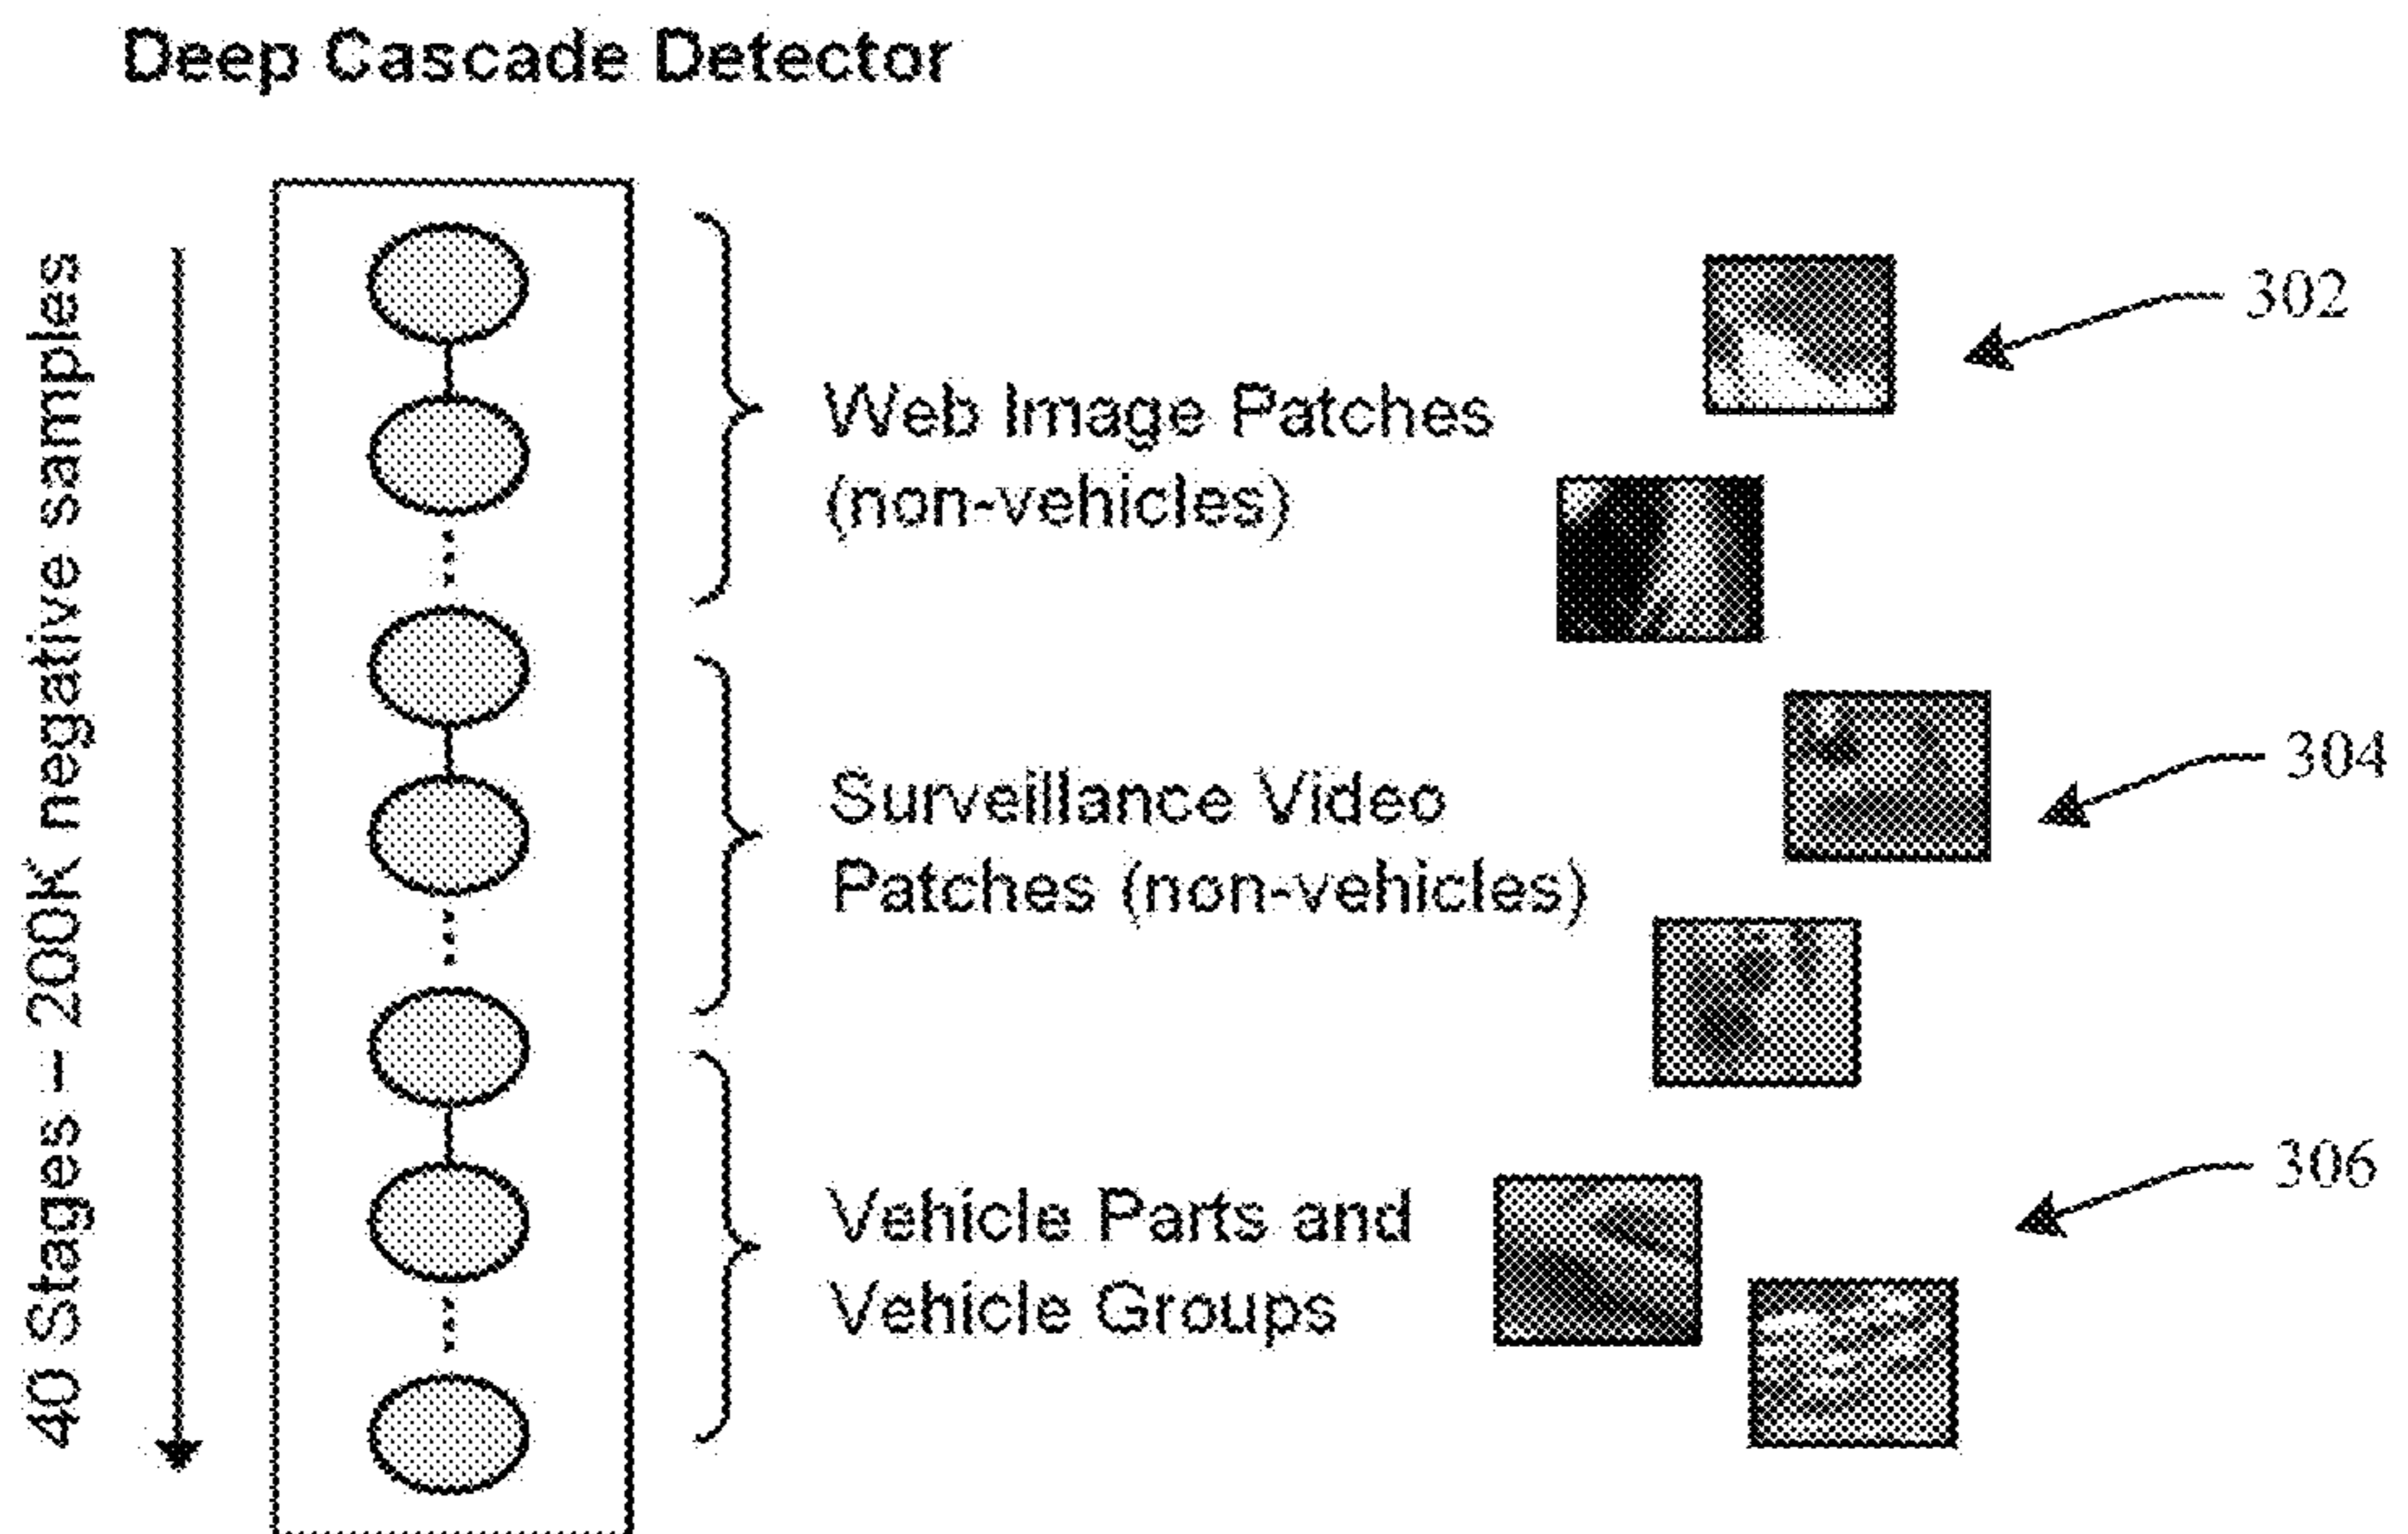 Deep Cascade Detector
40 Stages – 200K negative samples
Web Image Patches
(non-vehicles)
302
Surveillance Video
Patches (non-vehicles)
304
Vehicle Parts and
Vehicle Groups
306